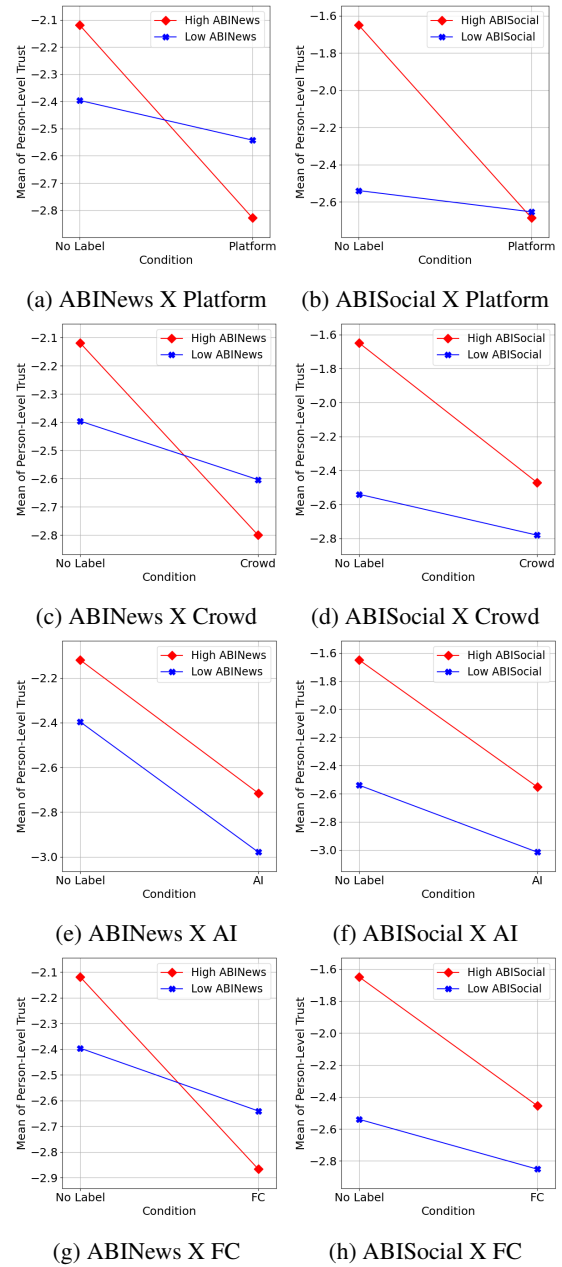 −2.1
−2.2
−2.3
−2.4
−2.5
−2.6
−2.7
−2.8
Mean of Person-Level Trust
High ABINews
Low ABINews
No Label
Platform
Condition
(a) ABINews X Platform
−1.6
−1.8
−2.0
−2.2
−2.4
−2.6
Mean of Person-Level Trust
High ABISocial
Low ABISocial
No Label
Platform
Condition
(b) ABISocial X Platform
−2.1
−2.2
−2.3
−2.4
−2.5
−2.6
−2.7
−2.8
Mean of Person-Level Trust
High ABINews
Low ABINews
No Label
Crowd
Condition
(c) ABINews X Crowd
−1.6
−1.8
−2.0
−2.2
−2.4
−2.6
−2.8
Mean of Person-Level Trust
High ABISocial
Low ABISocial
No Label
Crowd
Condition
(d) ABISocial X Crowd
−2.2
−2.4
−2.6
−2.8
−3.0
Mean of Person-Level Trust
High ABINews
Low ABINews
No Label
AI
Condition
(e) ABINews X AI
−1.6
−1.8
−2.0
−2.2
−2.4
−2.6
−2.8
−3.0
Mean of Person-Level Trust
High ABISocial
Low ABISocial
No Label
AI
Condition
(f) ABISocial X AI
−2.1
−2.2
−2.3
−2.4
−2.5
−2.6
−2.7
−2.8
−2.9
Mean of Person-Level Trust
High ABINews
Low ABINews
No Label
FC
Condition
(g) ABINews X FC
−1.6
−1.8
−2.0
−2.2
−2.4
−2.6
−2.8
Mean of Person-Level Trust
High ABISocial
Low ABISocial
No Label
FC
Condition
(h) ABISocial X FC